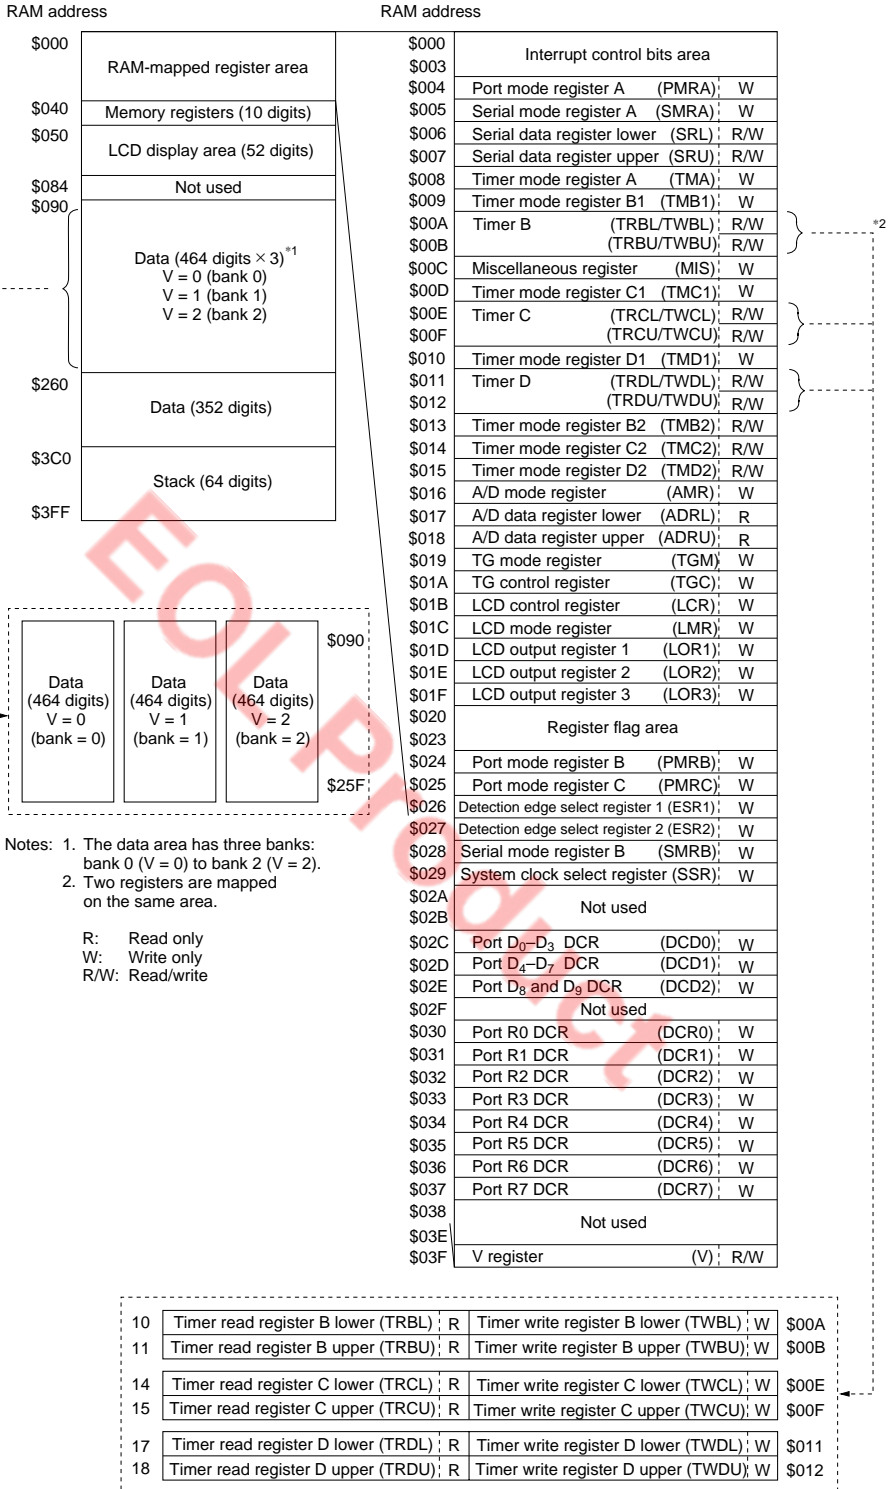 RAM address
$000
RAM-mapped register area
$040
Memory registers (10 digits)
$050
LCD display area (52 digits)
$084
Not used
$090
Data (464 digits × 3)*1
V = 0 (bank 0)
V = 1 (bank 1)
V = 2 (bank 2)
$260
Data (352 digits)
$3C0
Stack (64 digits)
$3FF
Data
(464 digits)
V = 0
(bank = 0)
Data
(464 digits)
V = 1
(bank = 1)
Data
(464 digits)
V = 2
(bank = 2)
$090
$25F
Notes: 1. The data area has three banks:
bank 0 (V = 0) to bank 2 (V = 2).
2. Two registers are mapped
on the same area.
R: Read only
W: Write only
R/W: Read/write
RAM address
$000
Interrupt control bits area
$003
$004 Port mode register A (PMRA) W
$005 Serial mode register A (SMRA) W
$006 Serial data register lower (SRL) R/W
$007 Serial data register upper (SRU) R/W
$008 Timer mode register A (TMA) W
$009 Timer mode register B1 (TMB1) W
$00A Timer B (TRBL/TWBL) R/W
*2
$00B (TRBU/TWBU) R/W
$00C Miscellaneous register (MIS) W
$00D Timer mode register C1 (TMC1) W
$00E Timer C (TRCL/TWCL) R/W
$00F (TRCU/TWCU) R/W
$010 Timer mode register D1 (TMD1) W
$011 Timer D (TRDL/TWDL) R/W
$012 (TRDU/TWDU) R/W
$013 Timer mode register B2 (TMB2) R/W
$014 Timer mode register C2 (TMC2) R/W
$015 Timer mode register D2 (TMD2) R/W
$016 A/D mode register (AMR) W
$017 A/D data register lower (ADRL) R
$018 A/D data register upper (ADRU) R
$019 TG mode register (TGM) W
$01A TG control register (TGC) W
$01B LCD control register (LCR) W
$01C LCD mode register (LMR) W
$01D LCD output register 1 (LOR1) W
$01E LCD output register 2 (LOR2) W
$01F LCD output register 3 (LOR3) W
$020
Register flag area
$023
$024 Port mode register B (PMRB) W
$025 Port mode register C (PMRC) W
$026 Detection edge select register 1 (ESR1) W
$027 Detection edge select register 2 (ESR2) W
$028 Serial mode register B (SMRB) W
$029 System clock select register (SSR) W
$02A
Not used
$02B
$02C Port D0–D3 DCR (DCD0) W
$02D Port D4–D7 DCR (DCD1) W
$02E Port D8 and D9 DCR (DCD2) W
$02F Not used
$030 Port R0 DCR (DCR0) W
$031 Port R1 DCR (DCR1) W
$032 Port R2 DCR (DCR2) W
$033 Port R3 DCR (DCR3) W
$034 Port R4 DCR (DCR4) W
$035 Port R5 DCR (DCR5) W
$036 Port R6 DCR (DCR6) W
$037 Port R7 DCR (DCR7) W
$038
Not used
$03E
$03F V register (V) R/W
10 Timer read register B lower (TRBL) R Timer write register B lower (TWBL) W $00A
11 Timer read register B upper (TRBU) R Timer write register B upper (TWBU) W $00B
14 Timer read register C lower (TRCL) R Timer write register C lower (TWCL) W $00E
15 Timer read register C upper (TRCU) R Timer write register C upper (TWCU) W $00F
17 Timer read register D lower (TRDL) R Timer write register D lower (TWDL) W $011
18 Timer read register D upper (TRDU) R Timer write register D upper (TWDU) W $012
EOL Product